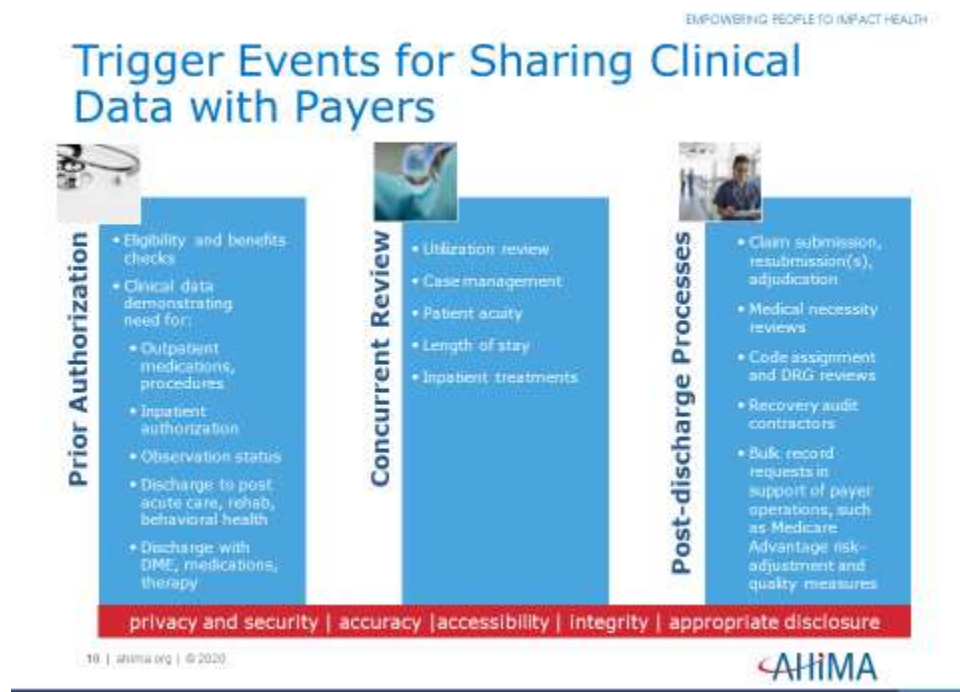 EMPOWERING PEOPLE TO IMPACT HEALTH
Trigger Events for Sharing Clinical
Data with Payers
Prior Authorization
• Eligibility and benefits
checks
• Clinical data
demonstrating
need for:
• Outpatient
medications,
procedures
• Inpatient
authorization
• Observation status
• Discharge to post
acute care, rehab,
behavioral health
• Discharge with
DME, medications,
therapy
Concurrent Review
• Utilization review
• Case management
• Patient acuity
• Length of stay
• Inpatient treatments
Post-discharge Processes
• Claim submission,
resubmission(s),
adjudication
• Medical necessity
reviews
• Code assignment
and DRG reviews
• Recovery audit
contractors
• Bulk record
requests in
support of payer
operations, such
as Medicare
Advantage risk-
adjustment and
quality measures
privacy and security | accuracy |accessibility | integrity | appropriate disclosure
10 | ahima.org | © 2020
AHiMA